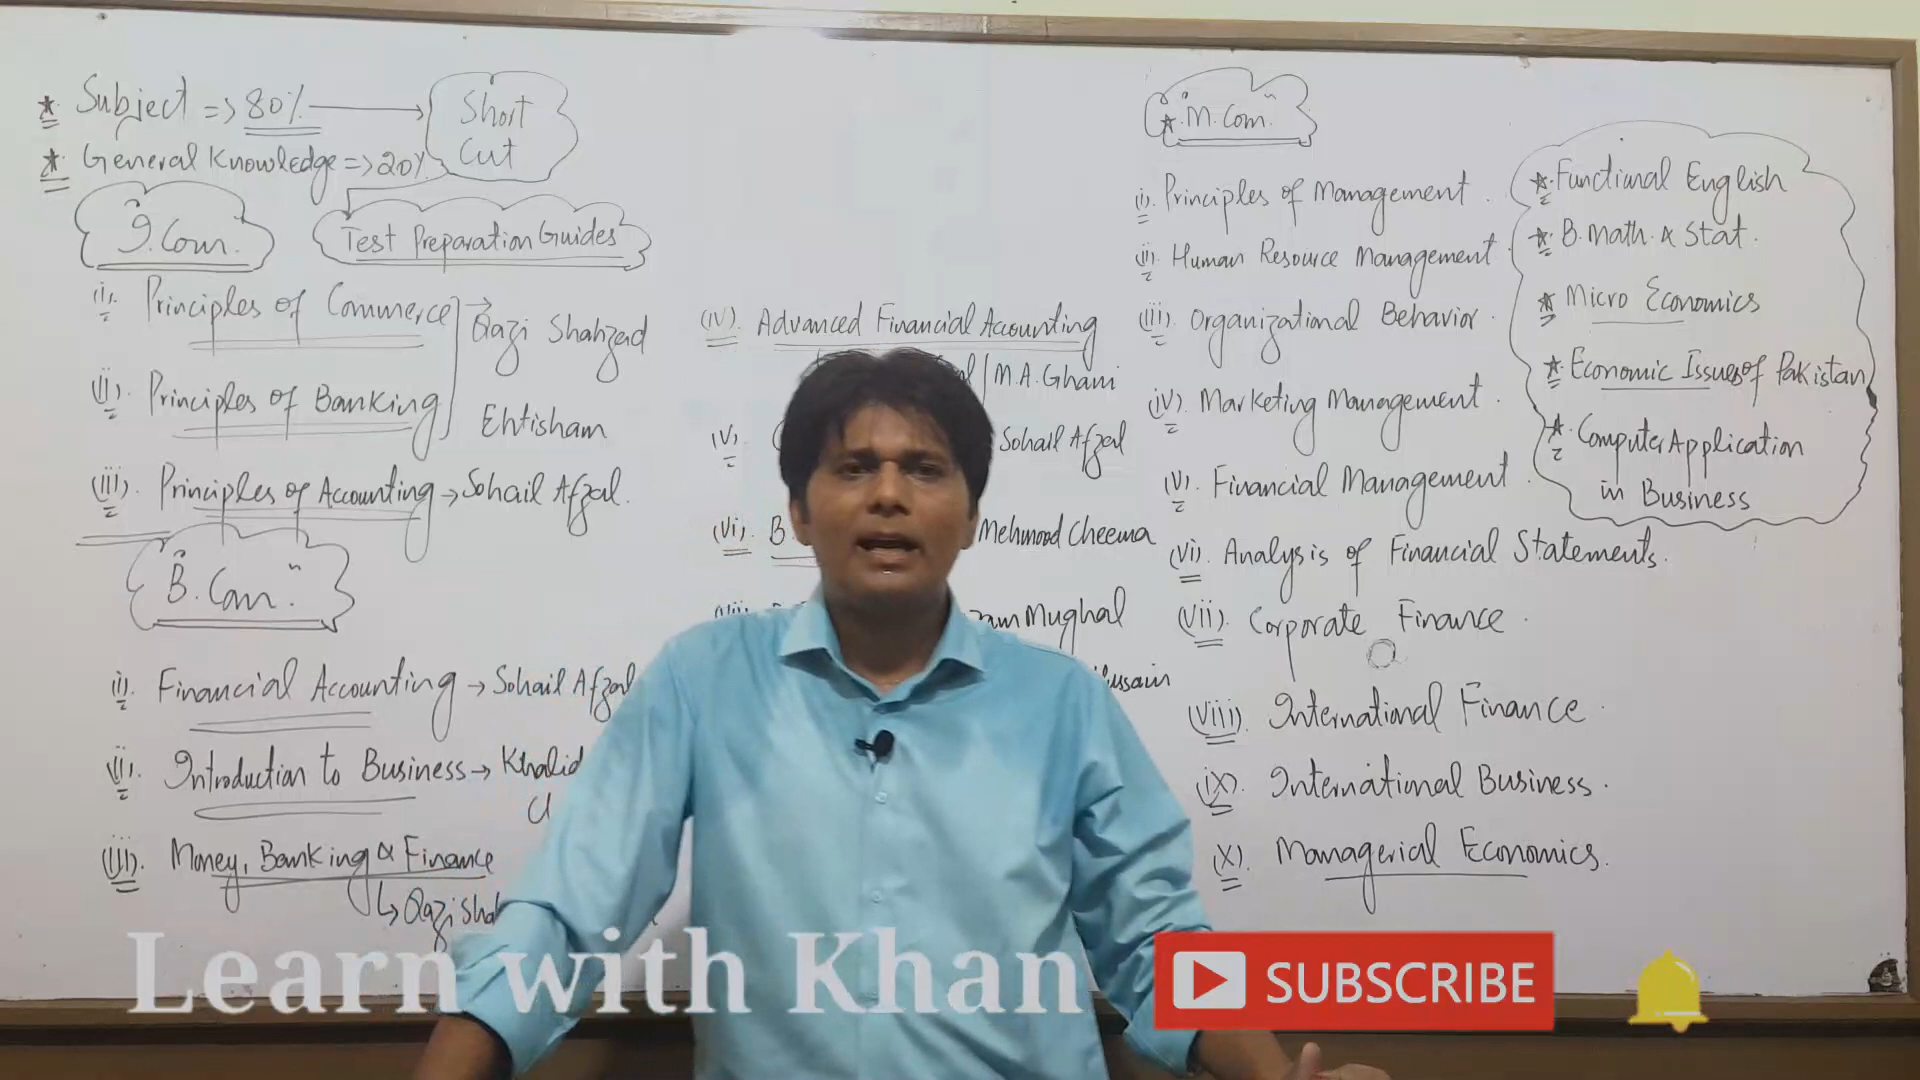 Subject => 80% → Short
Cut
General Knowledge => 20%
"I.Com.
Test Preparation Guides
(i). Principles of Commerce → Qazi Shahzad
(ii). Principles of Banking
Ehtisham
(iii). Principles of Accounting → Sohail Afzal.
"B.Com."
(i). Financial Accounting → Sohail Afzal
(ii). Introduction to Business → Khalid
(iii). Money, Banking & Finance
↳ Qazi Shah
(iv). Advanced Financial Accounting
/ M.A. Ghani
(v)
Sohail Afzal
(vi). B.
Mehmood Cheema
Mughal
"M.Com."
(i). Principles of Management.
(ii). Human Resource Management
(iii). Organizational Behavior.
(iv). Marketing Management.
(v). Financial Management.
(vi). Analysis of Financial Statements.
(vii). Corporate Finance.
(viii). International Finance.
(ix). International Business.
(x). Managerial Economics.
Functional English
B.Math. & Stat.
Micro Economics
Economic Issues of Pakistan
Computer Application
in Business
Learn with Khan
SUBSCRIBE